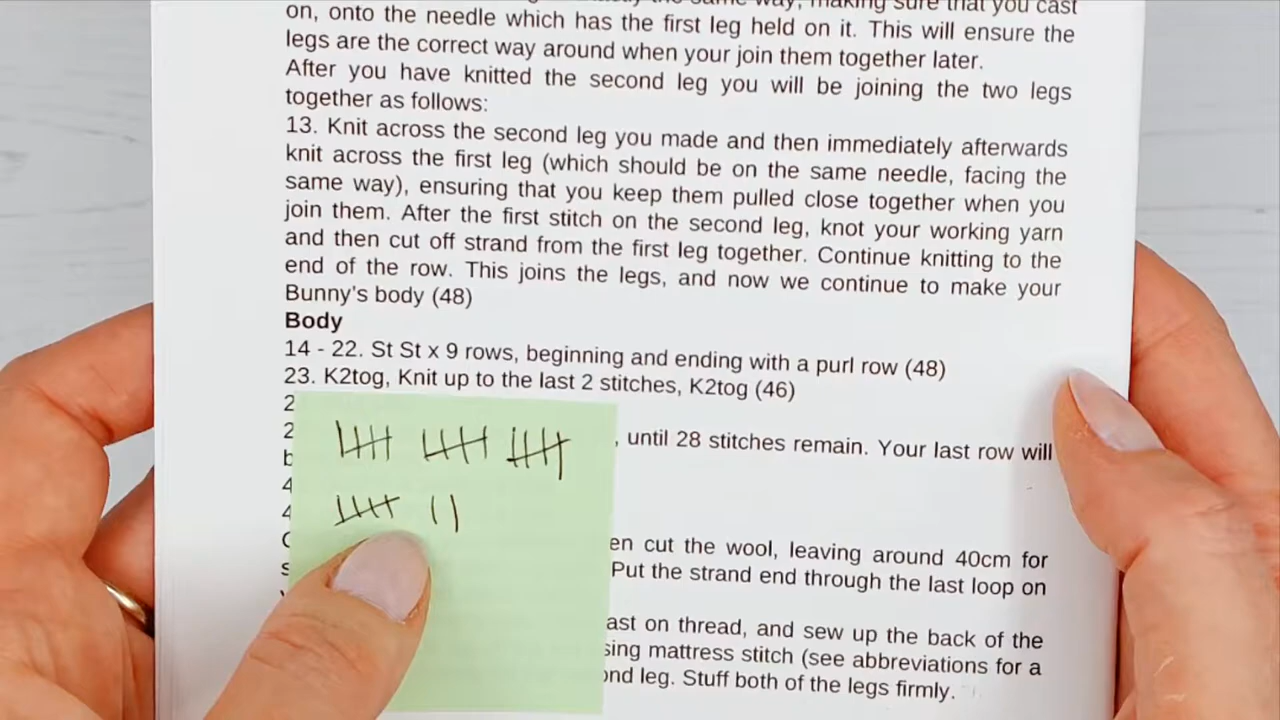 way, making sure that you cast
on, onto the needle which has the first leg held on it. This will ensure the
legs are the correct way around when your join them together later.
After you have knitted the second leg you will be joining the two legs
together as follows:
13. Knit across the second leg you made and then immediately afterwards
knit across the first leg (which should be on the same needle, facing the
same way), ensuring that you keep them pulled close together when you
join them. After the first stitch on the second leg, knot your working yarn
and then cut off strand from the first leg together. Continue knitting to the
end of the row. This joins the legs, and now we continue to make your
Bunny's body (48)
Body
14 - 22. St St x 9 rows, beginning and ending with a purl row (48)
23. K2tog, Knit up to the last 2 stitches, K2tog (46)
2
2 , until 28 stitches remain. Your last row will
b
4
4
en cut the wool, leaving around 40cm for
s Put the strand end through the last loop on
ast on thread, and sew up the back of the
sing mattress stitch (see abbreviations for a
ond leg. Stuff both of the legs firmly.